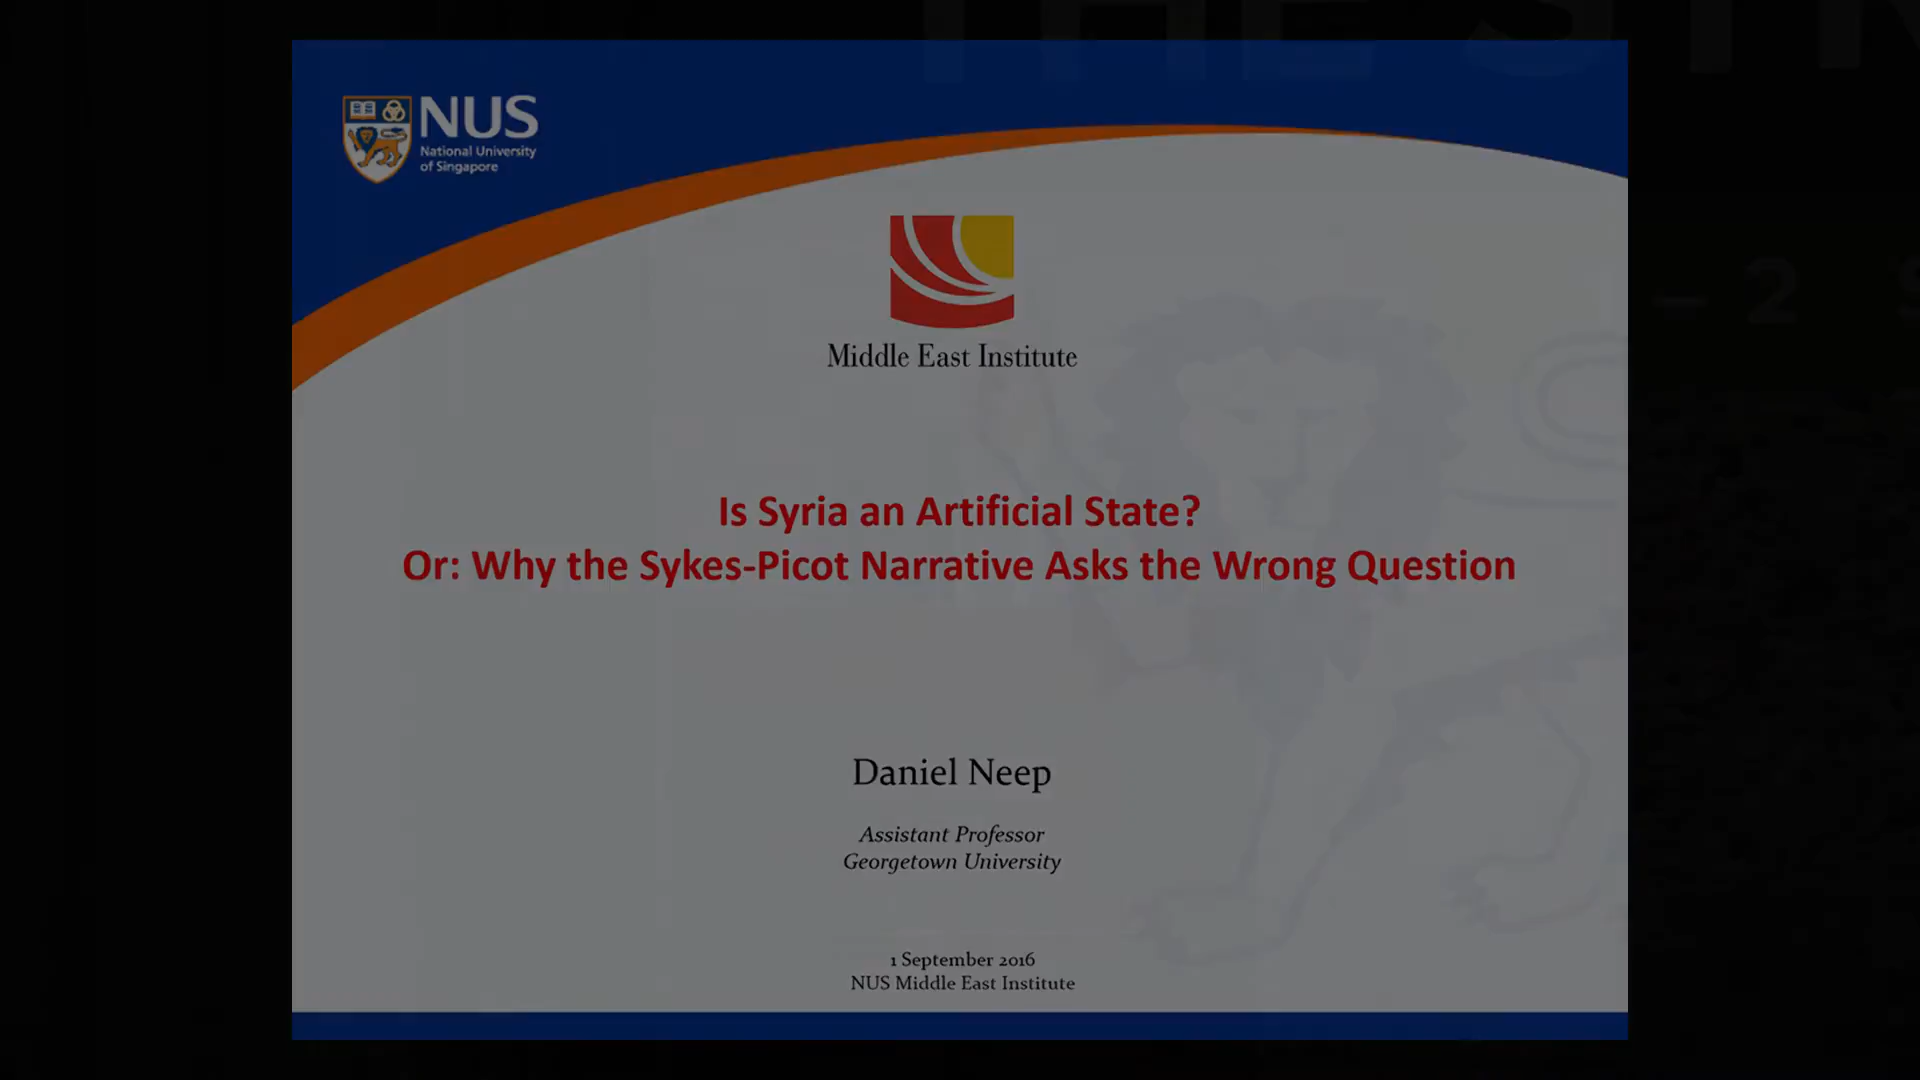 NUS
National University
of Singapore
Middle East Institute
Is Syria an Artificial State?
Or: Why the Sykes-Picot Narrative Asks the Wrong Question
Daniel Neep
Assistant Professor
Georgetown University
1 September 2016
NUS Middle East Institute